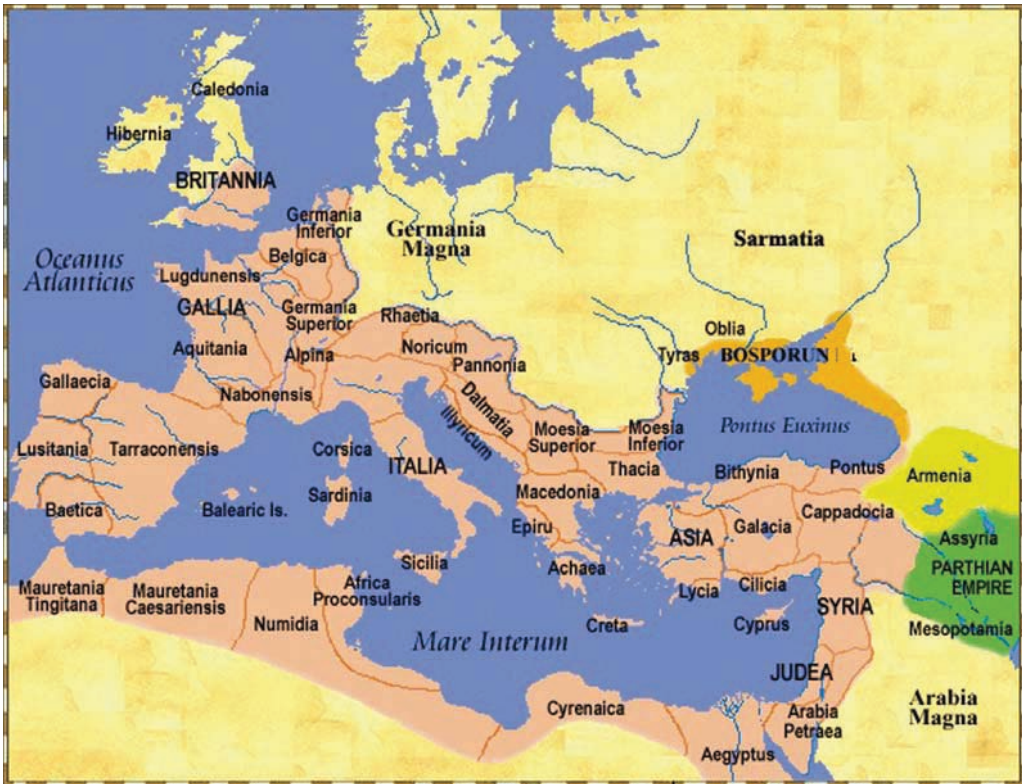 Caledonia
Hibernia
BRITANNIA
Germania
Inferior
Germania
Magna
Sarmatia
Oceanus
Atlanticus
Belgica
Lugdunensis
GALLIA
Germania
Superior
Rhaetia
Oblia
Aquitania
Alpina
Noricum
Pannonia
Tyras
BOSPORUN
Gallaecia
Nabonensis
Dalmatia
Illyricum
Moesia
Superior
Moesia
Inferior
Pontus Euxinus
Lusitania
Tarraconensis
Corsica
ITALIA
Thacia
Bithynia
Pontus
Armenia
Baetica
Balearic Is.
Sardinia
Macedonia
Epiru
ASIA
Galacia
Cappadocia
Assyria
Sicilia
Achaea
PARTHIAN
EMPIRE
Mauretania
Tingitana
Mauretania
Caesariensis
Africa
Proconsularis
Lycia
Cilicia
SYRIA
Numidia
Creta
Cyprus
Mesopotamia
Mare Interum
JUDEA
Arabia
Magna
Cyrenaica
Arabia
Petraea
Aegyptus